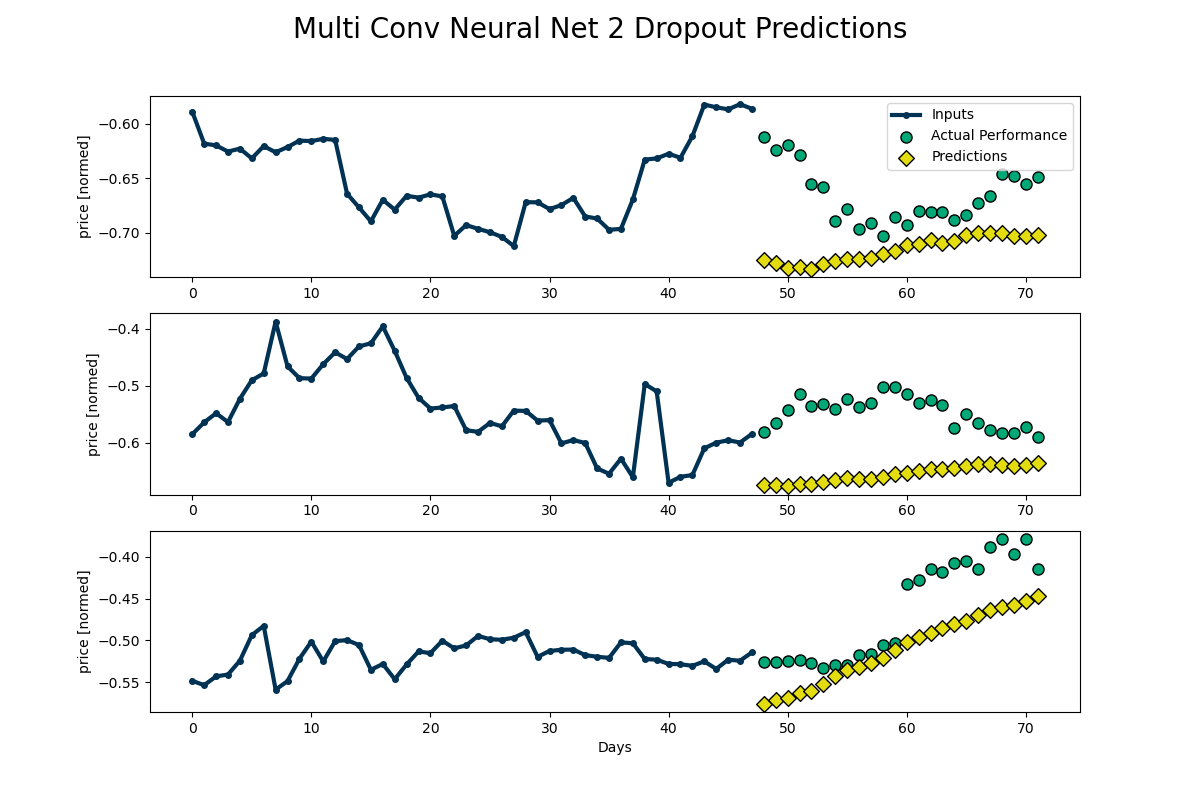 Multi Conv Neural Net 2 Dropout Predictions
price [normed]
−0.60
−0.65
−0.70
Inputs
Actual Performance
Predictions
0 10 20 30 40 50 60 70
price [normed]
−0.4
−0.5
−0.6
0 10 20 30 40 50 60 70
price [normed]
−0.40
−0.45
−0.50
−0.55
0 10 20 30 40 50 60 70
Days